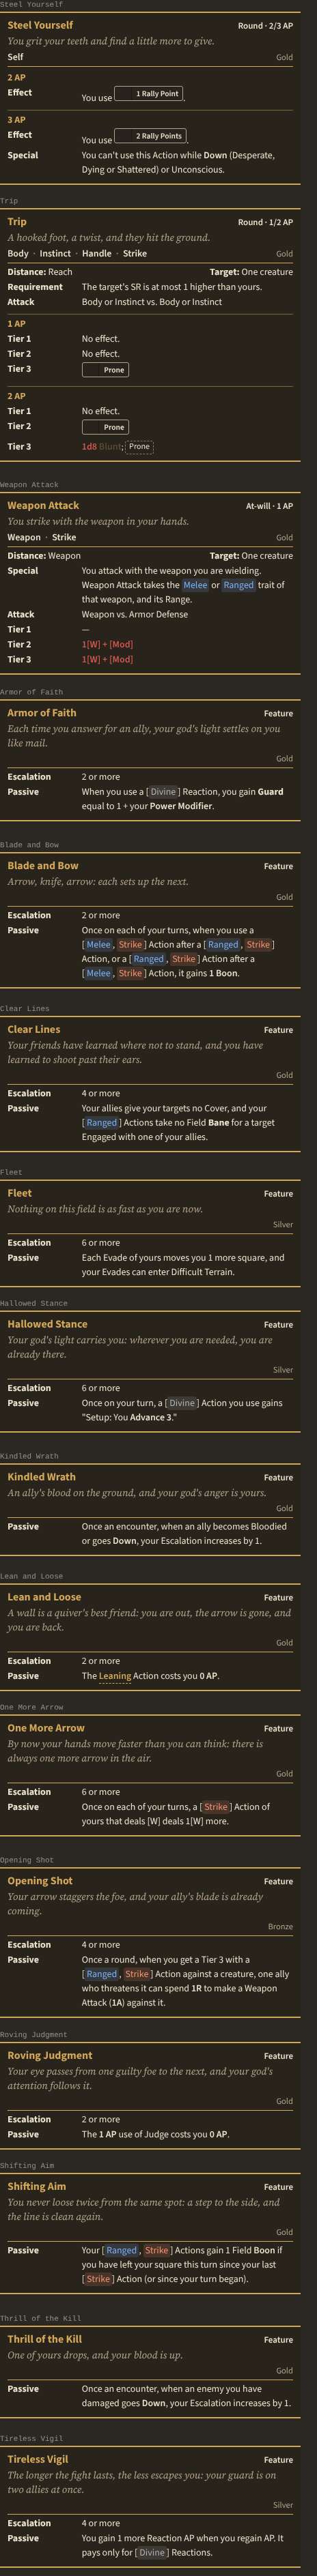 Steel Yourself
Steel Yourself Round · 2/3 AP
You grit your teeth and find a little more to give.
Self Gold
2 AP
Effect You use 1 Rally Point.
3 AP
Effect You use 2 Rally Points.
Special You can't use this Action while Down (Desperate,
Dying or Shattered) or Unconscious.
Trip
Trip Round · 1/2 AP
A hooked foot, a twist, and they hit the ground.
Body · Instinct · Handle · Strike Gold
Distance: Reach Target: One creature
Requirement The target's SR is at most 1 higher than yours.
Attack Body or Instinct vs. Body or Instinct
1 AP
Tier 1 No effect.
Tier 2 No effect.
Tier 3 Prone
2 AP
Tier 1 No effect.
Tier 2 Prone
Tier 3 1d8 Blunt; Prone
Weapon Attack
Weapon Attack At-will · 1 AP
You strike with the weapon in your hands.
Weapon · Strike Gold
Distance: Weapon Target: One creature
Special You attack with the weapon you are wielding.
Weapon Attack takes the Melee or Ranged trait of
that weapon, and its Range.
Attack Weapon vs. Armor Defense
Tier 1 —
Tier 2 1[W] + [Mod]
Tier 3 1[W] + [Mod]
Armor of Faith
Armor of Faith Feature
Each time you answer for an ally, your god's light settles on you
like mail.
Gold
Escalation 2 or more
Passive When you use a [Divine] Reaction, you gain Guard
equal to 1 + your Power Modifier.
Blade and Bow
Blade and Bow Feature
Arrow, knife, arrow: each sets up the next.
Gold
Escalation 2 or more
Passive Once on each of your turns, when you use a
[Melee, Strike] Action after a [Ranged, Strike]
Action, or a [Ranged, Strike] Action after a
[Melee, Strike] Action, it gains 1 Boon.
Clear Lines
Clear Lines Feature
Your friends have learned where not to stand, and you have
learned to shoot past their ears.
Gold
Escalation 4 or more
Passive Your allies give your targets no Cover, and your
[Ranged] Actions take no Field Bane for a target
Engaged with one of your allies.
Fleet
Fleet Feature
Nothing on this field is as fast as you are now.
Silver
Escalation 6 or more
Passive Each Evade of yours moves you 1 more square, and
your Evades can enter Difficult Terrain.
Hallowed Stance
Hallowed Stance Feature
Your god's light carries you: wherever you are needed, you are
already there.
Silver
Escalation 6 or more
Passive Once on your turn, a [Divine] Action you use gains
"Setup: You Advance 3."
Kindled Wrath
Kindled Wrath Feature
An ally's blood on the ground, and your god's anger is yours.
Gold
Passive Once an encounter, when an ally becomes Bloodied
or goes Down, your Escalation increases by 1.
Lean and Loose
Lean and Loose Feature
A wall is a quiver's best friend: you are out, the arrow is gone, and
you are back.
Gold
Escalation 2 or more
Passive The Leaning Action costs you 0 AP.
One More Arrow
One More Arrow Feature
By now your hands move faster than you can think: there is
always one more arrow in the air.
Gold
Escalation 6 or more
Passive Once on each of your turns, a [Strike] Action of
yours that deals [W] deals 1[W] more.
Opening Shot
Opening Shot Feature
Your arrow staggers the foe, and your ally's blade is already
coming.
Bronze
Escalation 4 or more
Passive Once a round, when you get a Tier 3 with a
[Ranged, Strike] Action against a creature, one ally
who threatens it can spend 1R to make a Weapon
Attack (1A) against it.
Roving Judgment
Roving Judgment Feature
Your eye passes from one guilty foe to the next, and your god's
attention follows it.
Gold
Escalation 2 or more
Passive The 1 AP use of Judge costs you 0 AP.
Shifting Aim
Shifting Aim Feature
You never loose twice from the same spot: a step to the side, and
the line is clean again.
Gold
Passive Your [Ranged, Strike] Actions gain 1 Field Boon if
you have left your square this turn since your last
[Strike] Action (or since your turn began).
Thrill of the Kill
Thrill of the Kill Feature
One of yours drops, and your blood is up.
Gold
Passive Once an encounter, when an enemy you have
damaged goes Down, your Escalation increases by 1.
Tireless Vigil
Tireless Vigil Feature
The longer the fight lasts, the less escapes you: your guard is on
two allies at once.
Silver
Escalation 4 or more
Passive You gain 1 more Reaction AP when you regain AP. It
pays only for [Divine] Reactions.